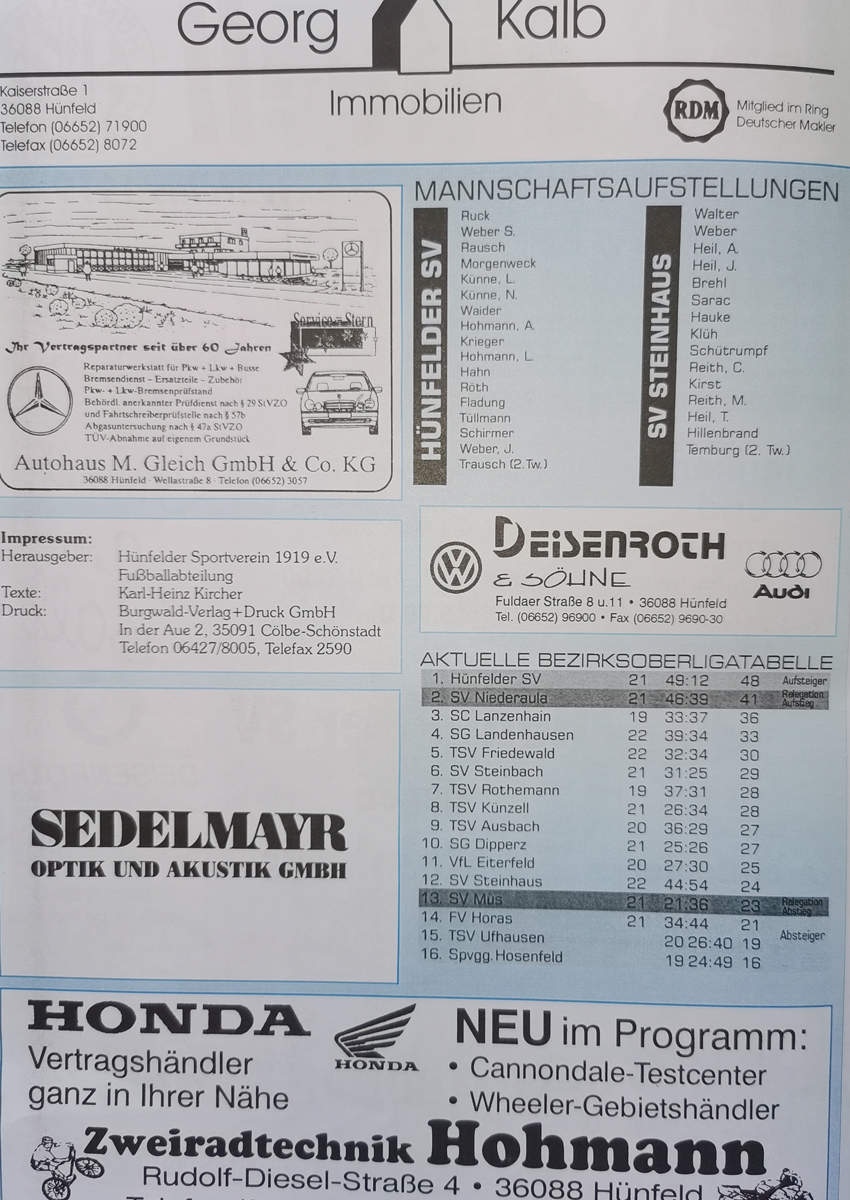 Georg Kalb
Immobilien
Kaiserstraße 1
36088 Hünfeld
Telefon (06652) 71900
Telefax (06652) 8072
RDM
Mitglied im Ring
Deutscher Makler
Service-Stern
Ihr Vertragspartner seit über 60 Jahren
Reparaturwerkstatt für Pkw + Lkw + Busse
Bremsendienst – Ersatzteile – Zubehör
Pkw- + Lkw-Bremsenprüfstand
Behördl. anerkannter Prüfdienst nach § 29 StVZO
und Fahrtschreiberprüfstelle nach § 57b
Abgasuntersuchung nach § 47a StVZO
TÜV-Abnahme auf eigenem Grundstück
Autohaus M. Gleich GmbH & Co. KG
36088 Hünfeld · Wellastraße 8 · Telefon (06652) 3057
MANNSCHAFTSAUFSTELLUNGEN
HÜNFELDER SV
Ruck
Weber S.
Rausch
Morgenweck
Künne, L.
Künne, N.
Waider
Hohmann, A.
Krieger
Hohmann, L.
Hahn
Röth
Fladung
Tüllmann
Schirmer
Weber, J.
Trausch (2.Tw.)
SV STEINHAUS
Walter
Weber
Heil, A.
Heil, J.
Brehl
Sarac
Hauke
Klüh
Schütrumpf
Reith, C.
Kirst
Reith, M.
Heil, T.
Hillenbrand
Temburg (2. Tw.)
Impressum:
Herausgeber: Hünfelder Sportverein 1919 e.V.
Fußballabteilung
Texte: Karl-Heinz Kircher
Druck: Burgwald-Verlag+Druck GmbH
In der Aue 2, 35091 Cölbe-Schönstadt
Telefon 06427/8005, Telefax 2590
DEISENROTH
& SÖHNE
Fuldaer Straße 8 u.11 • 36088 Hünfeld
Tel. (06652) 96900 • Fax (06652) 9690-30
Audi
AKTUELLE BEZIRKSOBERLIGATABELLE
1. Hünfelder SV 21 49:12 48 Aufsteiger
2. SV Niederaula 21 46:39 41 Relegation Aufstieg
3. SC Lanzenhain 19 33:37 36
4. SG Landenhausen 22 39:34 33
5. TSV Friedewald 22 32:34 30
6. SV Steinbach 21 31:25 29
7. TSV Rothemann 19 37:31 28
8. TSV Künzell 21 26:34 28
9. TSV Ausbach 20 36:29 27
10. SG Dipperz 21 25:26 27
11. VfL Eiterfeld 20 27:30 25
12. SV Steinhaus 22 44:54 24
13. SV Müs 21 21:36 23 Relegation Abstieg
14. FV Horas 21 34:44 21
15. TSV Ufhausen 20 26:40 19 Absteiger
16. Spvgg. Hosenfeld 19 24:49 16
SEDELMAYR
OPTIK UND AKUSTIK GMBH
HONDA
Vertragshändler
ganz in Ihrer Nähe
HONDA
NEU im Programm:
• Cannondale-Testcenter
• Wheeler-Gebietshändler
Zweiradtechnik Hohmann
Rudolf-Diesel-Straße 4 • 36088 Hünfeld